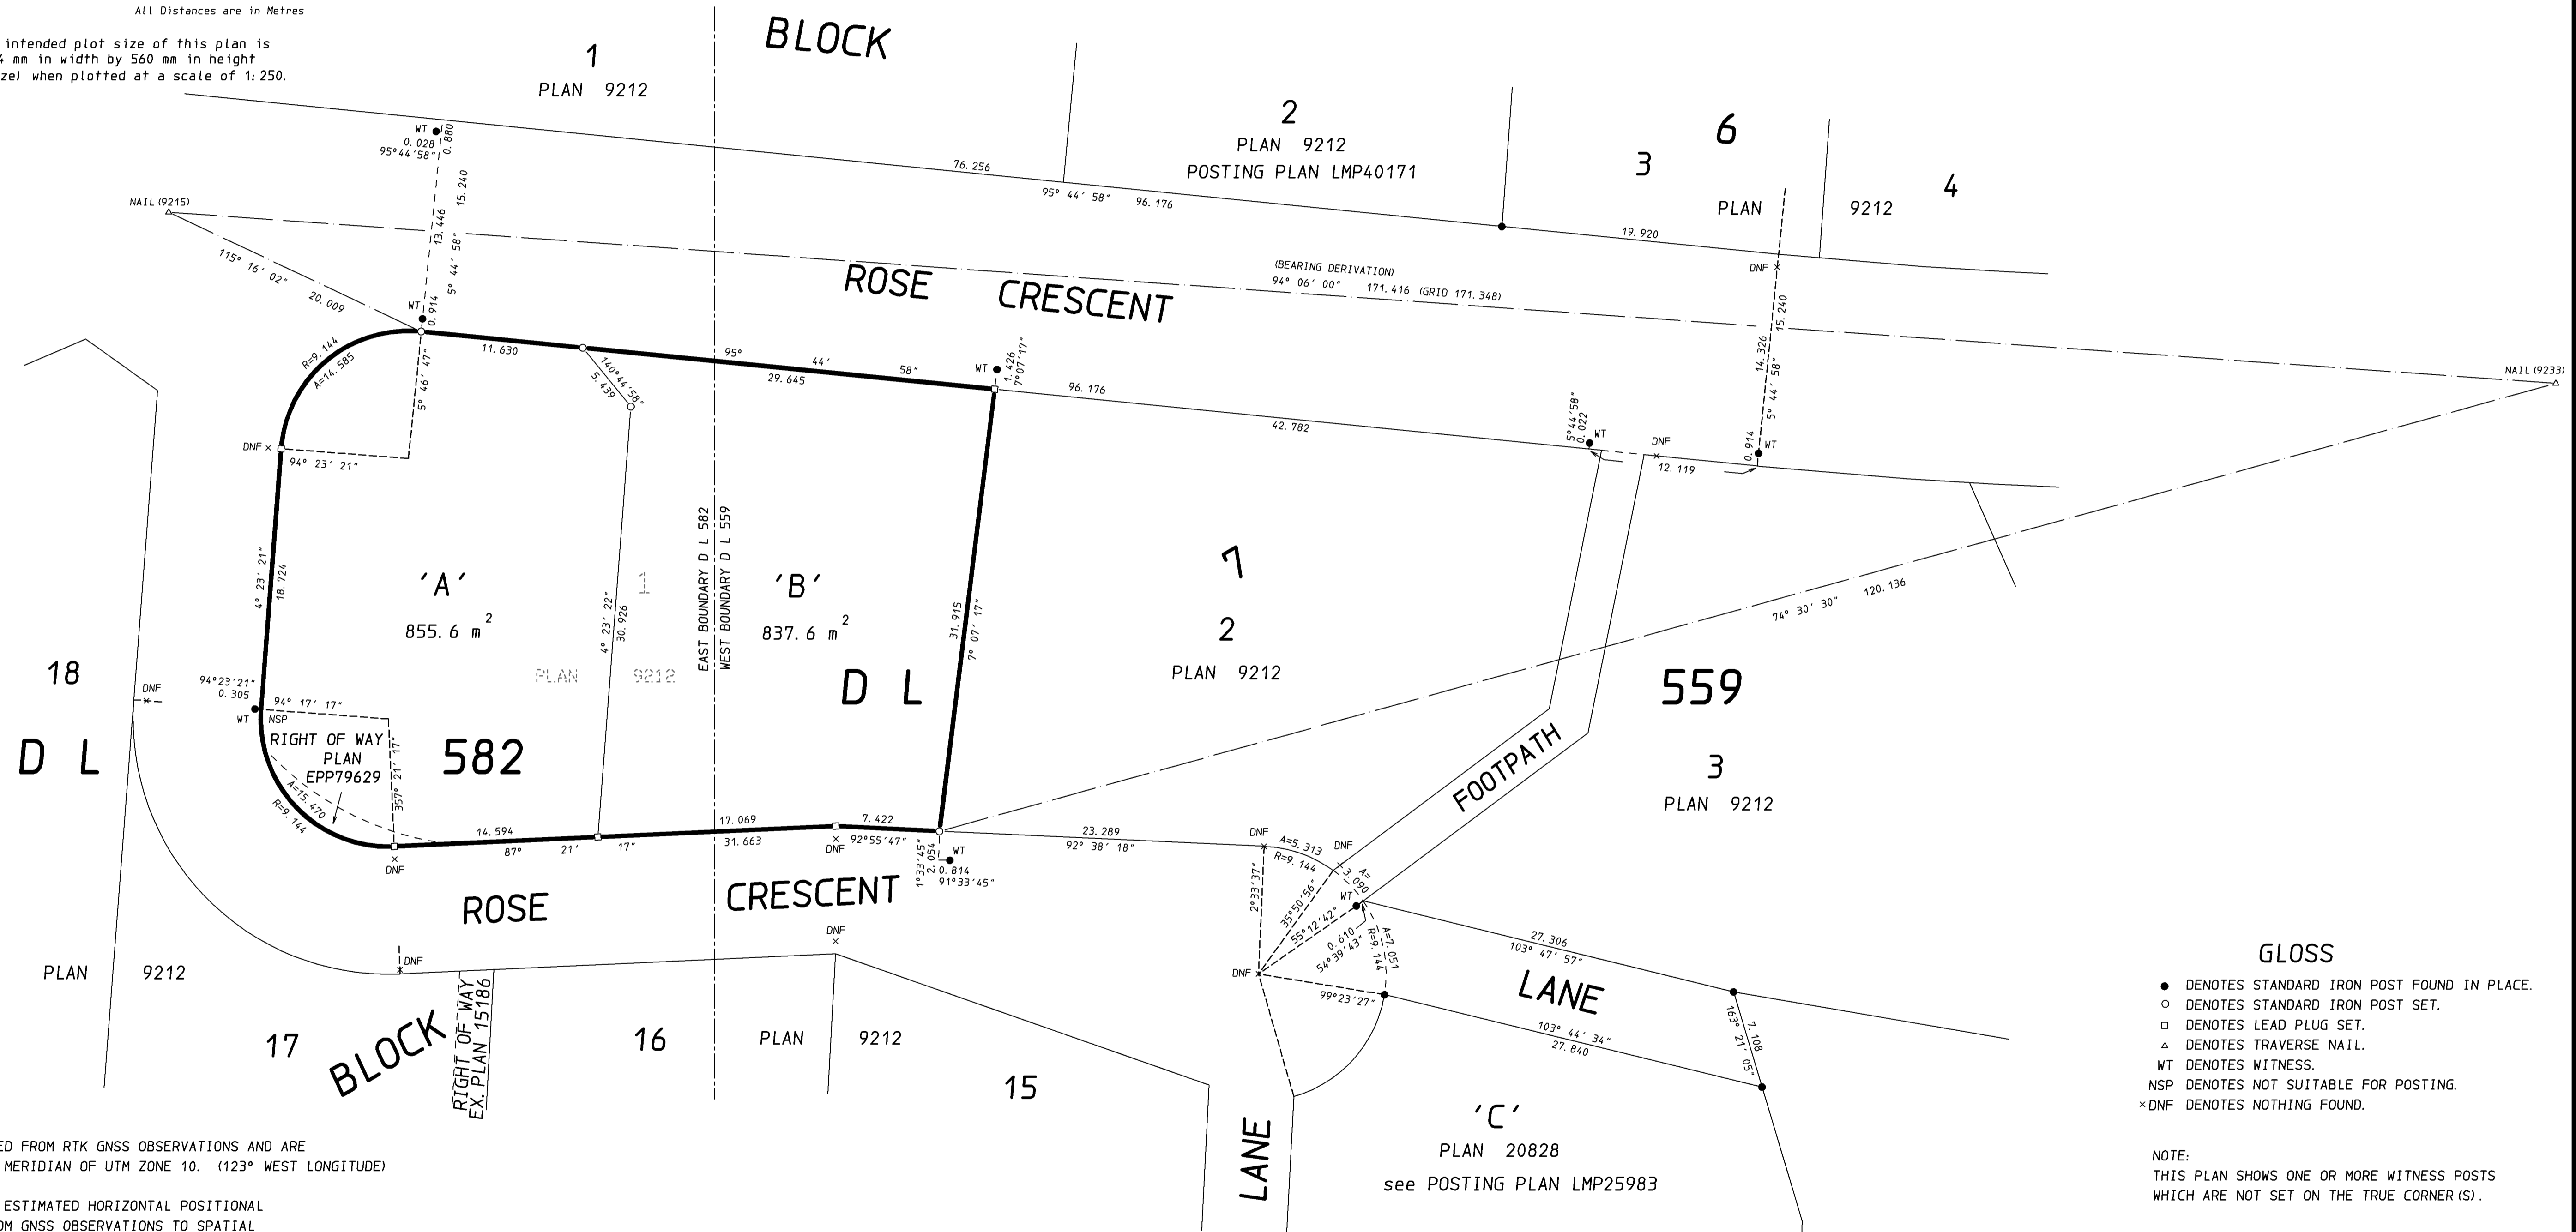 All Distances are in Metres
intended plot size of this plan is
4 mm in width by 560 mm in height
ze) when plotted at a scale of 1:250.
BLOCK
1
PLAN 9212
2
PLAN 9212
POSTING PLAN LMP40171
6
3
4
PLAN 9212
WT
0.028
95°44'58"
0.880
15.240
13.446
5° 44' 58"
0.914
WT
NAIL (9215)
115° 16' 02"
20.009
76.256
95° 44' 58" 96.176
19.920
DNF ×
(BEARING DERIVATION)
94° 06' 00" 171.416 (GRID 171.348)
ROSE CRESCENT
15.240
14.326
5° 44' 58"
0.914
WT
NAIL (9233)
R=9.144
A=14.585
5° 46' 47"
11.630
95° 44' 58"
29.645
140°44'58"
5.439
WT
1.426
7°07'17"
96.176
42.782
5°44'58"
0.022
WT
DNF
12.119
DNF ×
94° 23' 21"
4° 23' 21"
18.724
'A'
855.6 m2
1
PLAN 9212
4° 23' 22"
30.926
EAST BOUNDARY D L 582
WEST BOUNDARY D L 559
'B'
837.6 m2
D L
31.915
7° 07' 17"
7
2
PLAN 9212
74° 30' 30" 120.136
559
3
PLAN 9212
FOOTPATH
18
DNF
D L
94°23'21"
0.305
WT
94° 17' 17"
NSP
RIGHT OF WAY
PLAN
EPP79629
357° 21' 17"
A=15.470
R=9.144
582
14.594
87° 21' 17"
17.069
31.663
7.422
92°55'47"
DNF
DNF
1°33'45"
2.054
WT
0.814
91°33'45"
23.289
92° 38' 18"
DNF
A=5.313
R=9.144
DNF
A=
3.090
WT
2°33'37"
35°50'56"
55°12'42"
0.610
54°39'43"
A=7.051
R=9.144
DNF
99°23'27"
ROSE CRESCENT
DNF
DNF
PLAN 9212
27.306
103° 47' 57"
LANE
103° 44' 34"
27.840
7.108
163° 21' 05"
17
BLOCK
RIGHT OF WAY
EX. PLAN 15186
16
PLAN 9212
15
LANE
'C'
PLAN 20828
see POSTING PLAN LMP25983
GLOSS
● DENOTES STANDARD IRON POST FOUND IN PLACE.
○ DENOTES STANDARD IRON POST SET.
□ DENOTES LEAD PLUG SET.
△ DENOTES TRAVERSE NAIL.
WT DENOTES WITNESS.
NSP DENOTES NOT SUITABLE FOR POSTING.
×DNF DENOTES NOTHING FOUND.
NOTE:
THIS PLAN SHOWS ONE OR MORE WITNESS POSTS
WHICH ARE NOT SET ON THE TRUE CORNER(S).
ED FROM RTK GNSS OBSERVATIONS AND ARE
MERIDIAN OF UTM ZONE 10. (123° WEST LONGITUDE)
ESTIMATED HORIZONTAL POSITIONAL
OM GNSS OBSERVATIONS TO SPATIAL